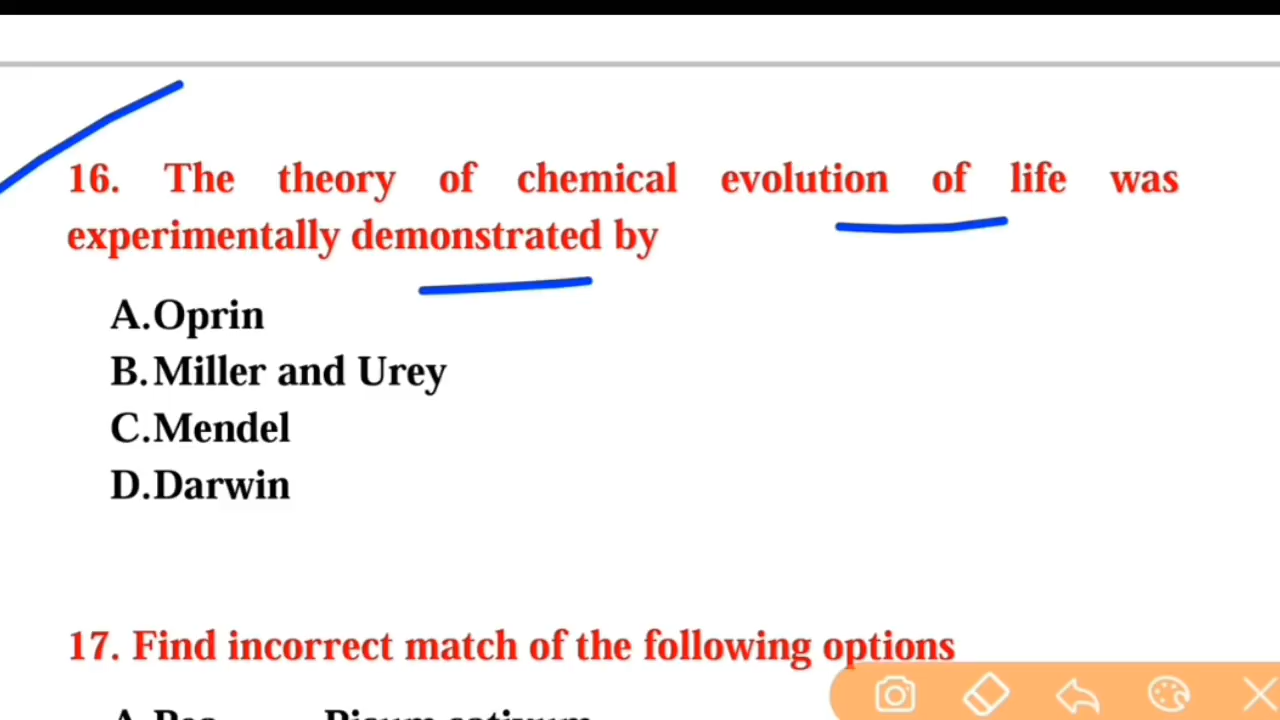 16. The theory of chemical evolution of life was
experimentally demonstrated by
A.Oprin
B.Miller and Urey
C.Mendel
D.Darwin
17. Find incorrect match of the following options
A.Pea Pisum sativum